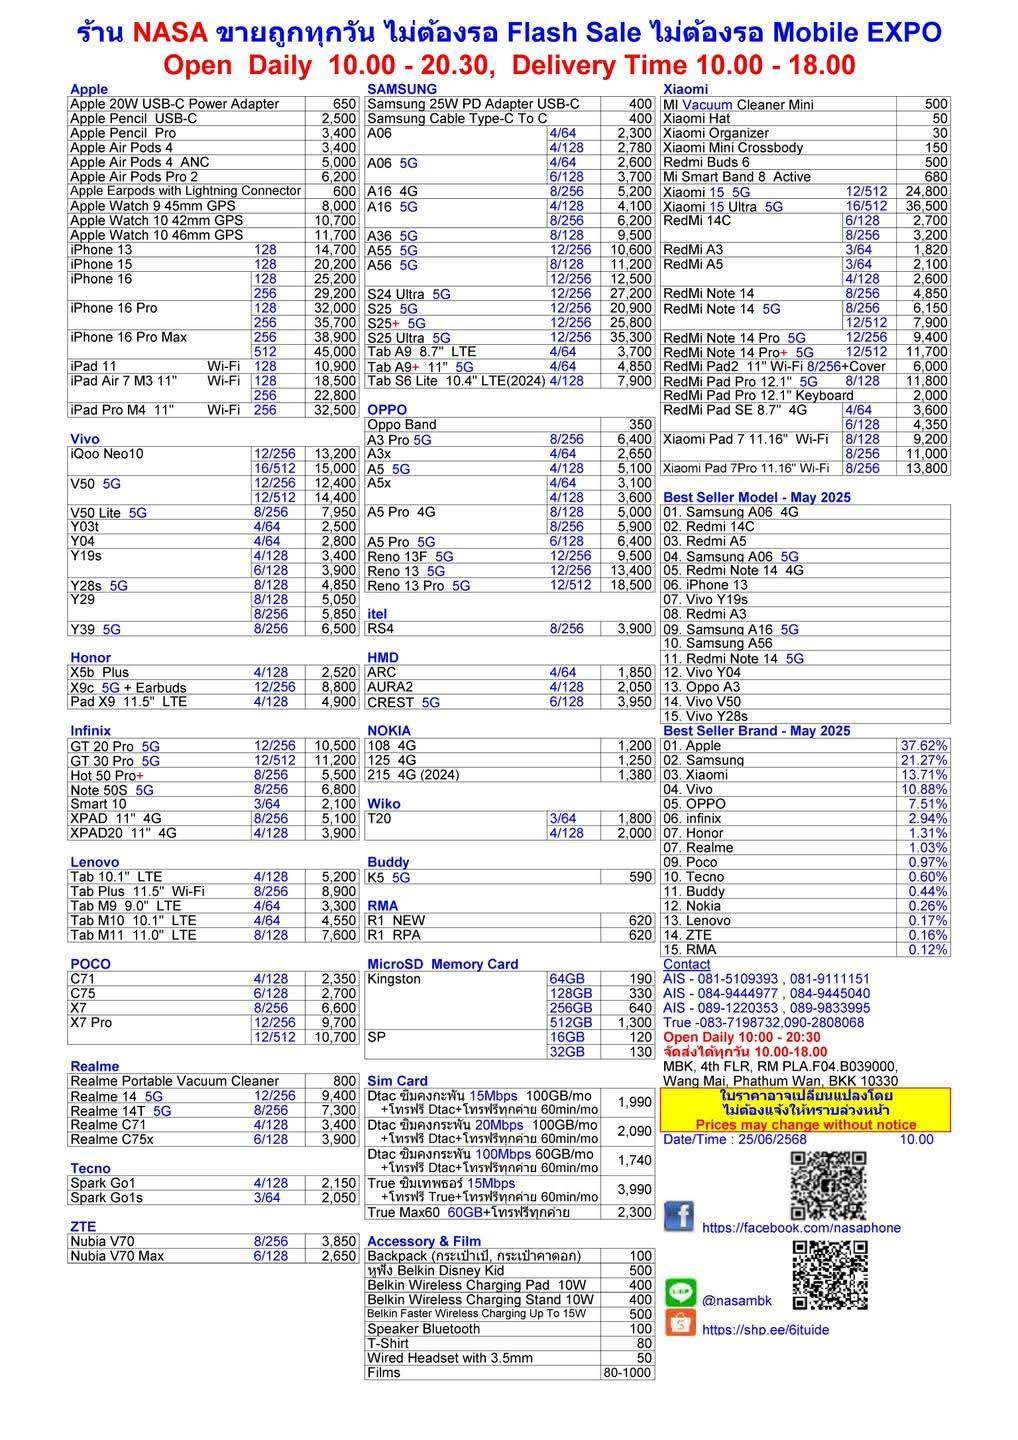 ร้าน NASA ขายถูกทุกวัน ไม่ต้องรอ Flash Sale ไม่ต้องรอ Mobile EXPO
Open Daily 10.00 - 20.30, Delivery Time 10.00 - 18.00
Apple
Apple 20W USB-C Power Adapter 650
Apple Pencil USB-C 2,500
Apple Pencil Pro 3,400
Apple Air Pods 4 3,400
Apple Air Pods 4 ANC 5,000
Apple Air Pods Pro 2 6,200
Apple Earpods with Lightning Connector 600
Apple Watch 9 45mm GPS 8,000
Apple Watch 10 42mm GPS 10,700
Apple Watch 10 46mm GPS 11,700
iPhone 13 128 14,700
iPhone 15 128 20,200
iPhone 16 128 25,200
256 29,200
iPhone 16 Pro 128 32,000
256 35,700
iPhone 16 Pro Max 256 38,900
512 45,000
iPad 11 Wi-Fi 128 10,900
iPad Air 7 M3 11" Wi-Fi 128 18,500
256 22,800
iPad Pro M4 11" Wi-Fi 256 32,500
Vivo
iQoo Neo10 12/256 13,200
16/512 15,000
V50 5G 12/256 12,400
12/512 14,400
V50 Lite 5G 8/256 7,950
Y03t 4/64 2,500
Y04 4/64 2,800
Y19s 4/128 3,400
6/128 3,900
Y28s 5G 8/128 4,850
Y29 8/128 5,050
8/256 5,850
Y39 5G 8/256 6,500
Honor
X5b Plus 4/128 2,520
X9c 5G + Earbuds 12/256 8,800
Pad X9 11.5" LTE 4/128 4,900
Infinix
GT 20 Pro 5G 12/256 10,500
GT 30 Pro 5G 12/512 11,200
Hot 50 Pro+ 8/256 5,500
Note 50S 5G 8/256 6,800
Smart 10 3/64 2,100
XPAD 11" 4G 8/256 5,100
XPAD20 11" 4G 4/128 3,900
Lenovo
Tab 10.1" LTE 4/128 5,200
Tab Plus 11.5" Wi-Fi 8/256 8,900
Tab M9 9.0" LTE 4/64 3,300
Tab M10 10.1" LTE 4/64 4,550
Tab M11 11.0" LTE 8/128 7,600
POCO
C71 4/128 2,350
C75 6/128 2,700
X7 8/256 6,600
X7 Pro 12/256 9,700
12/512 10,700
Realme
Realme Portable Vacuum Cleaner 800
Realme 14 5G 12/256 9,400
Realme 14T 5G 8/256 7,300
Realme C71 4/128 3,400
Realme C75x 6/128 3,900
Tecno
Spark Go1 4/128 2,150
Spark Go1s 3/64 2,050
ZTE
Nubia V70 8/256 3,850
Nubia V70 Max 6/128 2,650
SAMSUNG
Samsung 25W PD Adapter USB-C 400
Samsung Cable Type-C To C 400
A06 4/64 2,300
4/128 2,780
A06 5G 4/64 2,600
6/128 3,700
A16 4G 8/256 5,200
A16 5G 4/128 4,100
8/256 6,200
A36 5G 8/128 9,500
A55 5G 12/256 10,600
A56 5G 8/128 11,200
12/256 12,500
S24 Ultra 5G 12/256 27,200
S25 5G 12/256 20,900
S25+ 5G 12/256 25,800
S25 Ultra 5G 12/256 35,300
Tab A9 8.7" LTE 4/64 3,700
Tab A9+ 11" 5G 4/64 4,850
Tab S6 Lite 10.4" LTE(2024) 4/128 7,900
OPPO
Oppo Band 350
A3 Pro 5G 8/256 6,400
A3x 4/64 2,650
A5 5G 4/128 5,100
A5x 4/64 3,100
4/128 3,600
A5 Pro 4G 8/128 5,000
8/256 5,900
A5 Pro 5G 6/128 6,400
Reno 13F 5G 12/256 9,500
Reno 13 5G 12/256 13,400
Reno 13 Pro 5G 12/512 18,500
itel
RS4 8/256 3,900
HMD
ARC 4/64 1,850
AURA2 4/128 2,050
CREST 5G 6/128 3,950
NOKIA
108 4G 1,200
125 4G 1,250
215 4G (2024) 1,380
Wiko
T20 3/64 1,800
4/128 2,000
Buddy
K5 5G 590
RMA
R1 NEW 620
R1 RPA 620
MicroSD Memory Card
Kingston 64GB 190
128GB 330
256GB 640
512GB 1,300
SP 16GB 120
32GB 130
Sim Card
Dtac ซิมคงกะพัน 15Mbps 100GB/mo
+โทรฟรี Dtac+โทรฟรีทุกค่าย 60min/mo 1,990
Dtac ซิมคงกระพัน 20Mbps 100GB/mo
+โทรฟรี Dtac+โทรฟรีทุกค่าย 60min/mo 2,090
Dtac ซิมคงกะพัน 100Mbps 60GB/mo
+โทรฟรี Dtac+โทรฟรีทุกค่าย 60min/mo 1,740
True ซิมเทพธอร์ 15Mbps
+โทรฟรี True+โทรฟรีทุกค่าย 60min/mo 3,990
True Max60 60GB+โทรฟรีทุกค่าย 2,300
Accessory & Film
Backpack (กระเป๋าเป้, กระเป๋าคาดอก) 100
หูฟัง Belkin Disney Kid 500
Belkin Wireless Charging Pad 10W 400
Belkin Wireless Charging Stand 10W 400
Belkin Faster Wireless Charging Up To 15W 500
Speaker Bluetooth 100
T-Shirt 80
Wired Headset with 3.5mm 50
Films 80-1000
Xiaomi
MI Vacuum Cleaner Mini 500
Xiaomi Hat 50
Xiaomi Organizer 30
Xiaomi Mini Crossbody 150
Redmi Buds 6 500
Mi Smart Band 8 Active 680
Xiaomi 15 5G 12/512 24,800
Xiaomi 15 Ultra 5G 16/512 36,500
RedMi 14C 6/128 2,700
8/256 3,200
RedMi A3 3/64 1,820
RedMi A5 3/64 2,100
4/128 2,600
RedMi Note 14 8/256 4,850
RedMi Note 14 5G 8/256 6,150
12/512 7,900
RedMi Note 14 Pro 5G 12/256 9,400
RedMi Note 14 Pro+ 5G 12/512 11,700
RedMi Pad2 11" Wi-Fi 8/256+Cover 6,000
RedMi Pad Pro 12.1" 5G 8/128 11,800
RedMi Pad Pro 12.1" Keyboard 2,000
RedMi Pad SE 8.7" 4G 4/64 3,600
6/128 4,350
Xiaomi Pad 7 11.16" Wi-Fi 8/128 9,200
8/256 11,000
Xiaomi Pad 7Pro 11.16" Wi-Fi 8/256 13,800
Best Seller Model - May 2025
01. Samsung A06 4G
02. Redmi 14C
03. Redmi A5
04. Samsung A06 5G
05. Redmi Note 14 4G
06. iPhone 13
07. Vivo Y19s
08. Redmi A3
09. Samsung A16 5G
10. Samsung A56
11. Redmi Note 14 5G
12. Vivo Y04
13. Oppo A3
14. Vivo V50
15. Vivo Y28s
Best Seller Brand - May 2025
01. Apple 37.62%
02. Samsung 21.27%
03. Xiaomi 13.71%
04. Vivo 10.88%
05. OPPO 7.51%
06. infinix 2.94%
07. Honor 1.31%
07. Realme 1.03%
09. Poco 0.97%
10. Tecno 0.60%
11. Buddy 0.44%
12. Nokia 0.26%
13. Lenovo 0.17%
14. ZTE 0.16%
15. RMA 0.12%
Contact
AIS - 081-5109393 , 081-9111151
AIS - 084-9444977 , 084-9445040
AIS - 089-1220353 , 089-9833995
True -083-7198732,090-2808068
Open Daily 10:00 - 20:30
จัดส่งได้ทุกวัน 10.00-18.00
MBK, 4th FLR, RM PLA.F04.B039000,
Wang Mai, Phathum Wan, BKK 10330
ใบราคาอาจเปลี่ยนแปลงโดย
ไม่ต้องแจ้งให้ทราบล่วงหน้า
Prices may change without notice
Date/Time : 25/06/2568 10.00
https://facebook.com/nasaphone
LINE
@nasambk
https://shp.ee/6ituide